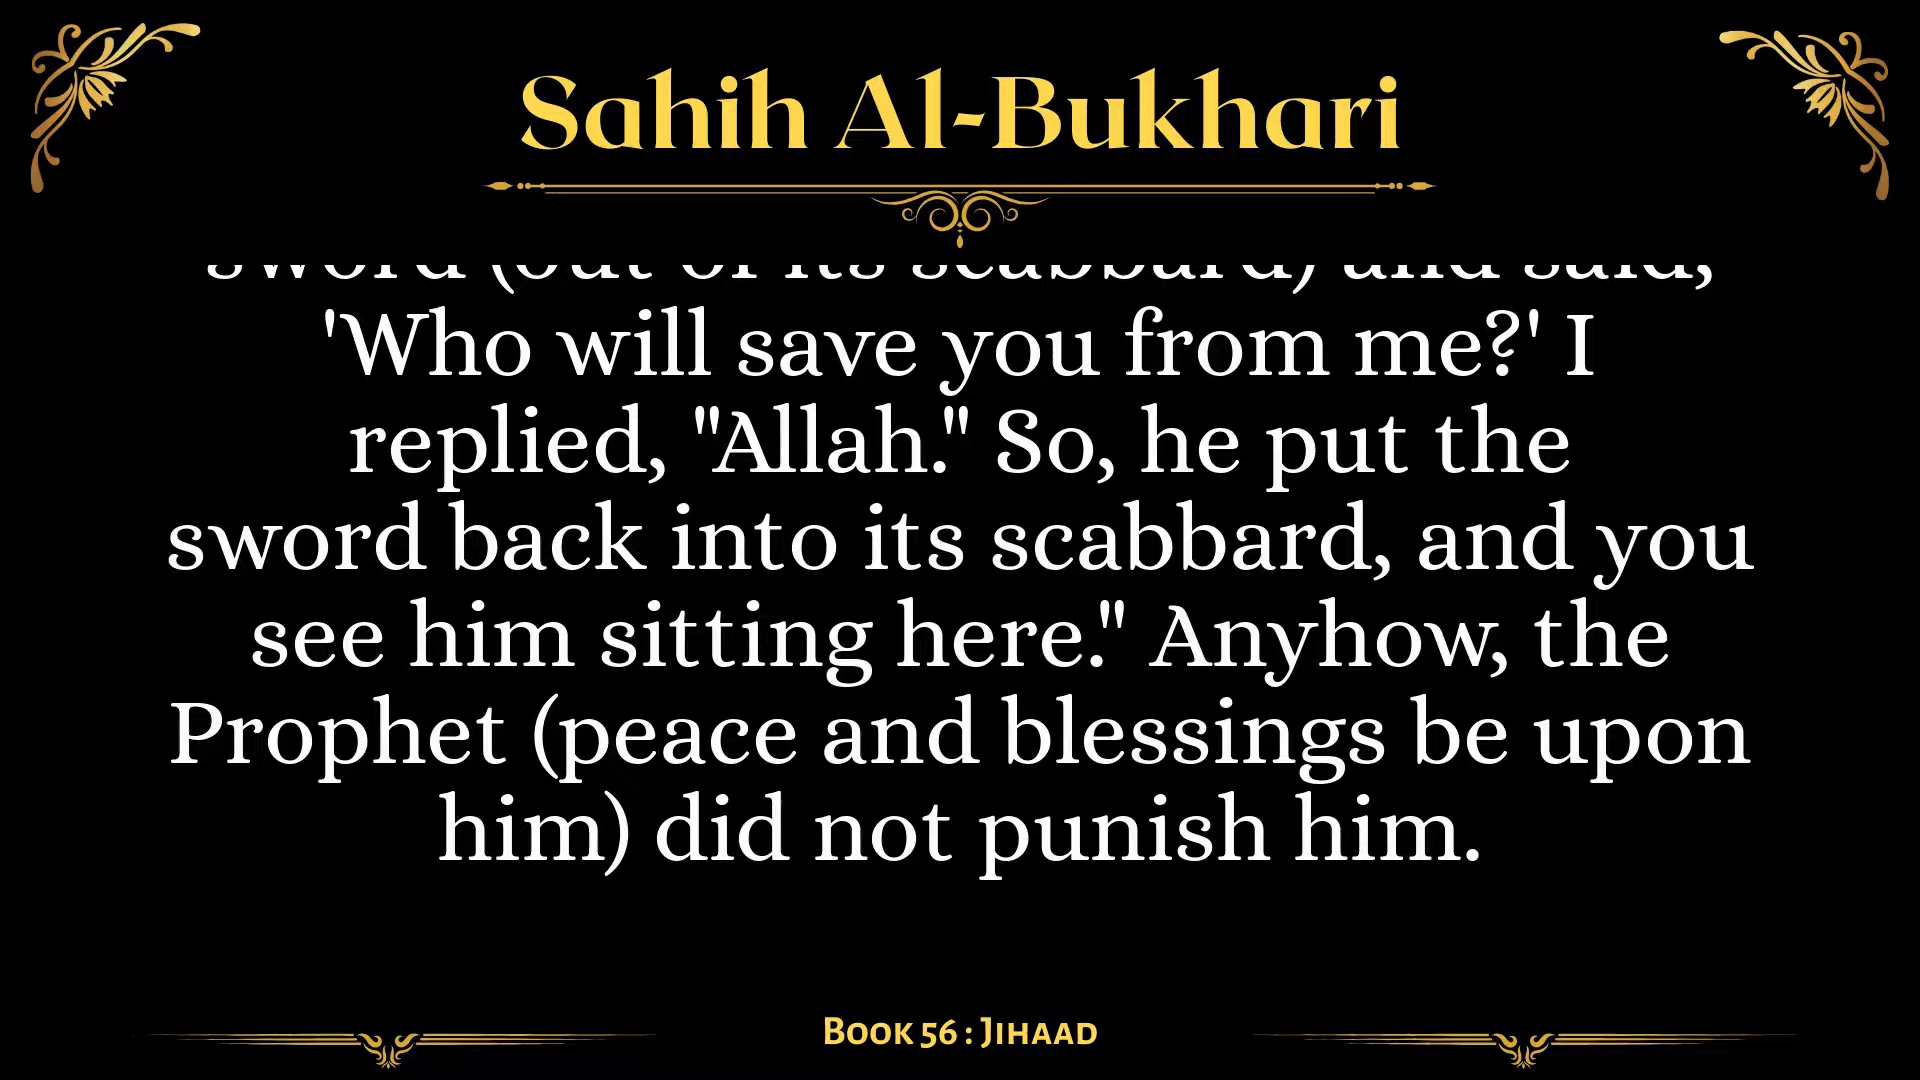 Sahih Al-Bukhari
sword (out of its scabbard) and said,
'Who will save you from me?' I
replied, "Allah." So, he put the
sword back into its scabbard, and you
see him sitting here." Anyhow, the
Prophet (peace and blessings be upon
him) did not punish him.
Book 56 : Jihaad